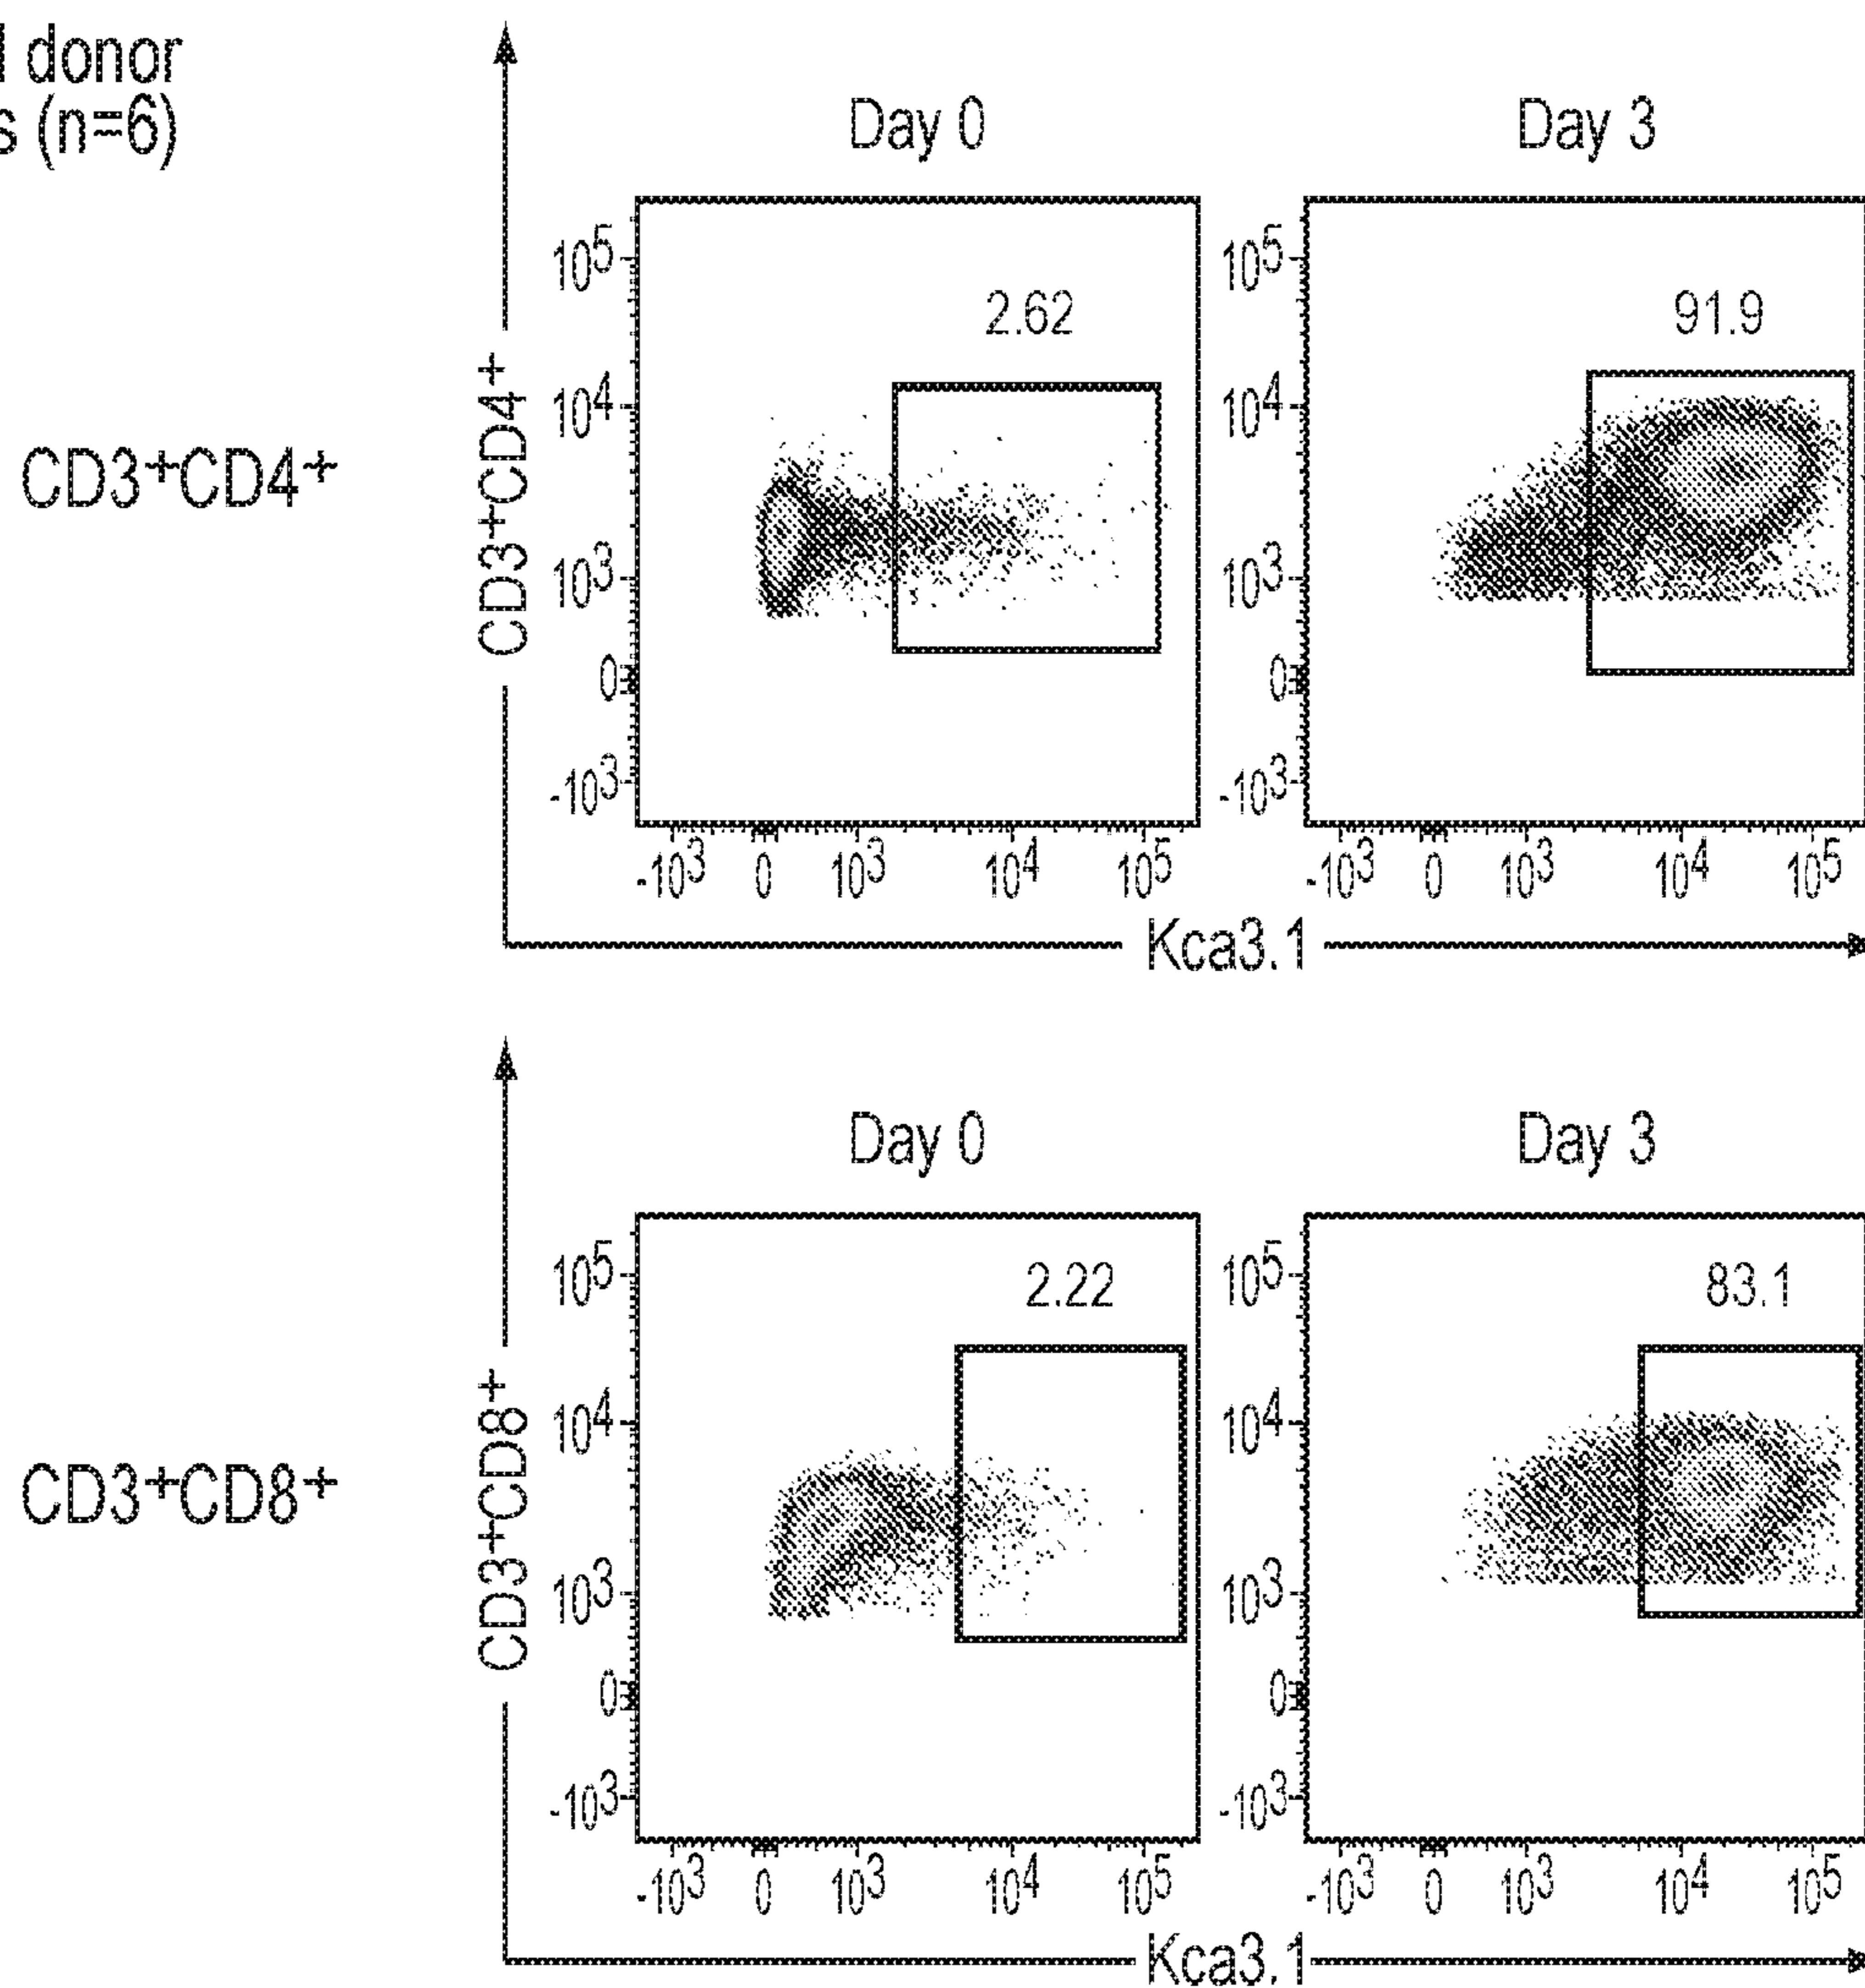 donor
(n=6)
Day 0
Day 3
CD3+CD4+
CD3+CD4+
10⁵
10⁴
10³
0
-10³
2.62
-10³ 0 10³ 10⁴ 10⁵
10⁵
10⁴
10³
0
-10³
91.9
-10³ 0 10³ 10⁴ 10⁵
Kca3.1
Day 0
Day 3
CD3+CD8+
CD3+CD8+
10⁵
10⁴
10³
0
-10³
2.22
-10³ 0 10³ 10⁴ 10⁵
10⁵
10⁴
10³
0
-10³
83.1
-10³ 0 10³ 10⁴ 10⁵
Kca3.1